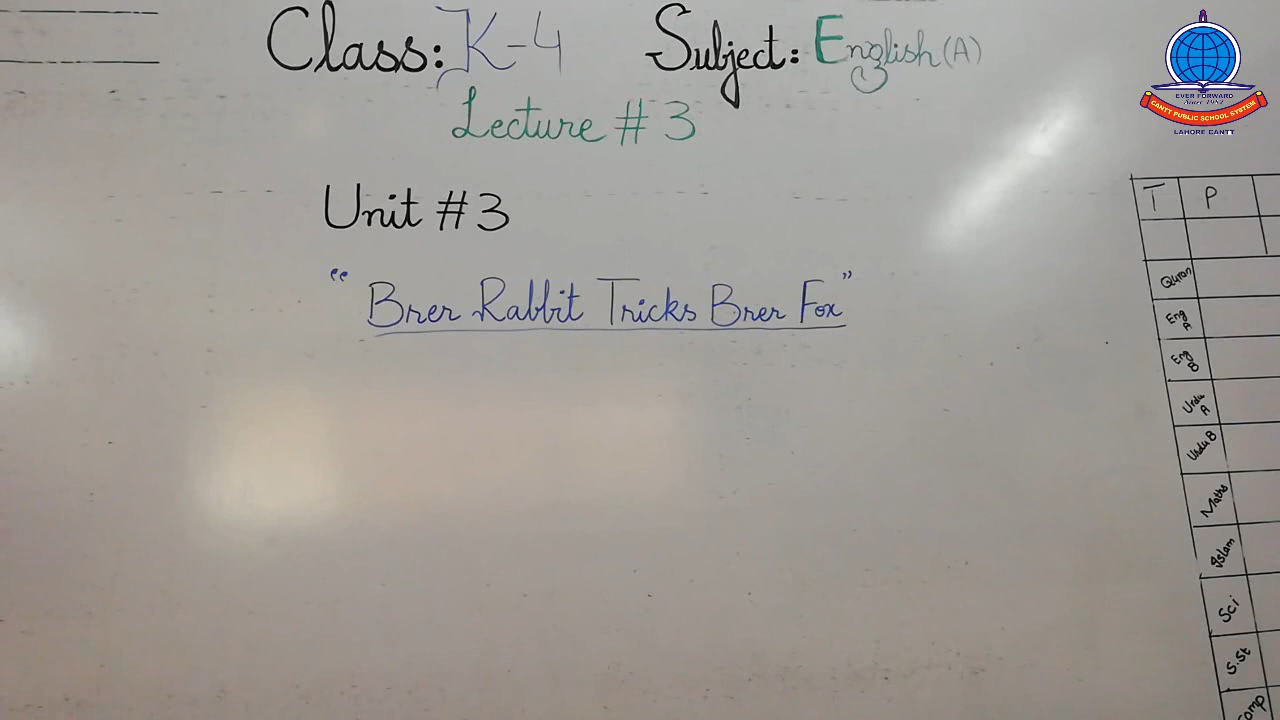 Class: K-4 Subject: English (A)
Lecture # 3
Unit # 3
"Brer Rabbit Tricks Brer Fox"
EVER FORWARD
Since 1982
CANTT PUBLIC SCHOOL SYSTEM
LAHORE CANTT
T P
Quran
Eng A
Eng B
Urdu A
Urdu B
Maths
Islam
Sci
S.St
Comp